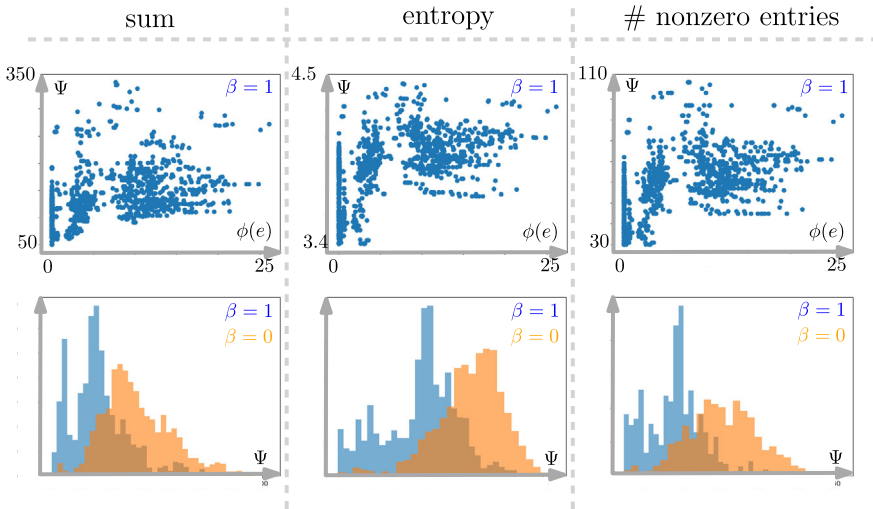 sum entropy # nonzero entries
350 Ψ β = 1 4.5 Ψ β = 1 110 Ψ β = 1
50 ϕ(e) 3.4 ϕ(e) 30 ϕ(e)
0 25 0 25 0 25
β = 1 β = 1 β = 1
β = 0 β = 0 β = 0
Ψ Ψ Ψ